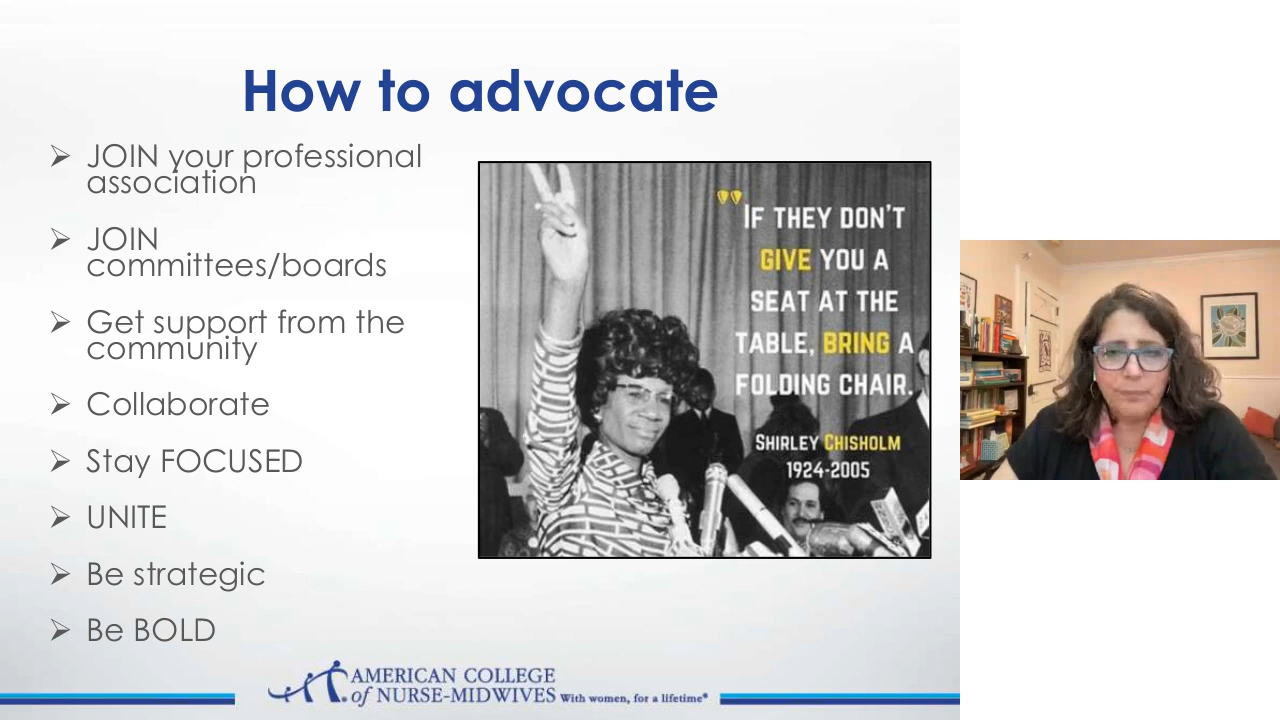 How to advocate
JOIN your professional
association
JOIN
committees/boards
Get support from the
community
Collaborate
Stay FOCUSED
UNITE
Be strategic
Be BOLD
"IF THEY DON'T
GIVE YOU A
SEAT AT THE
TABLE, BRING A
FOLDING CHAIR.
SHIRLEY CHISHOLM
1924-2005
AMERICAN COLLEGE
of NURSE-MIDWIVES With women, for a lifetime®